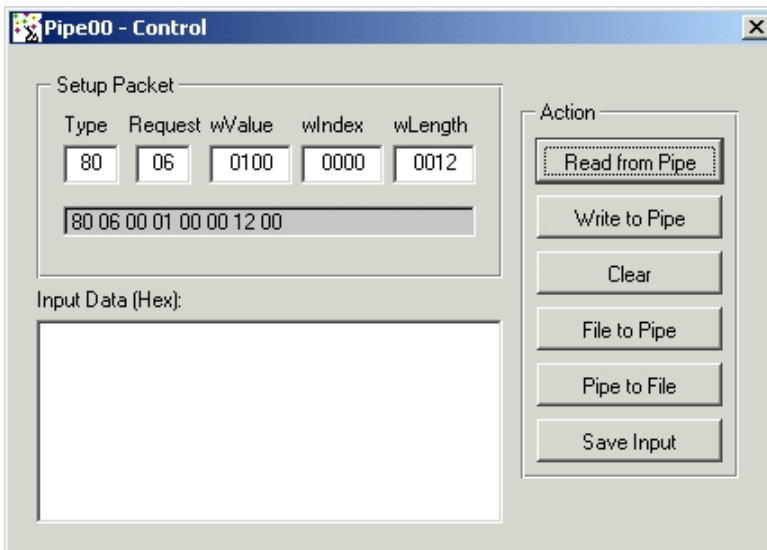 Pipe00 - Control
Setup Packet
Type Request wValue wIndex wLength
80 06 0100 0000 0012
80 06 00 01 00 00 12 00
Input Data (Hex):
Action
Read from Pipe
Write to Pipe
Clear
File to Pipe
Pipe to File
Save Input